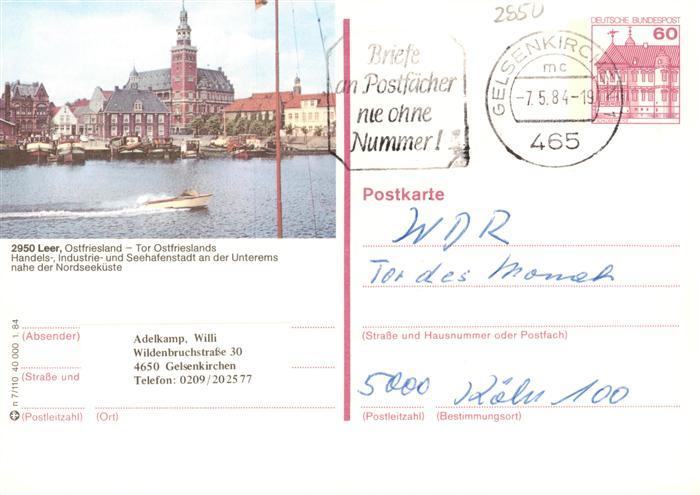 2850
DEUTSCHE BUNDESPOST
60
Briefe
an Postfächer
nie ohne
Nummer!
GELSENKIRCH
mc
-7.5.84-19
465
Postkarte
WDR
Tor des Monat
(Straße und Hausnummer oder Postfach)
5000 Köln 100
(Postleitzahl) (Bestimmungsort)
2950 Leer, Ostfriesland – Tor Ostfrieslands
Handels-, Industrie- und Seehafenstadt an der Unterems
nahe der Nordseeküste
(Absender)
Adelkamp, Willi
Wildenbruchstraße 30
4650 Gelsenkirchen
Telefon: 0209/202577
(Straße und
(Postleitzahl) (Ort)
n 7/110 40 000 1. 84